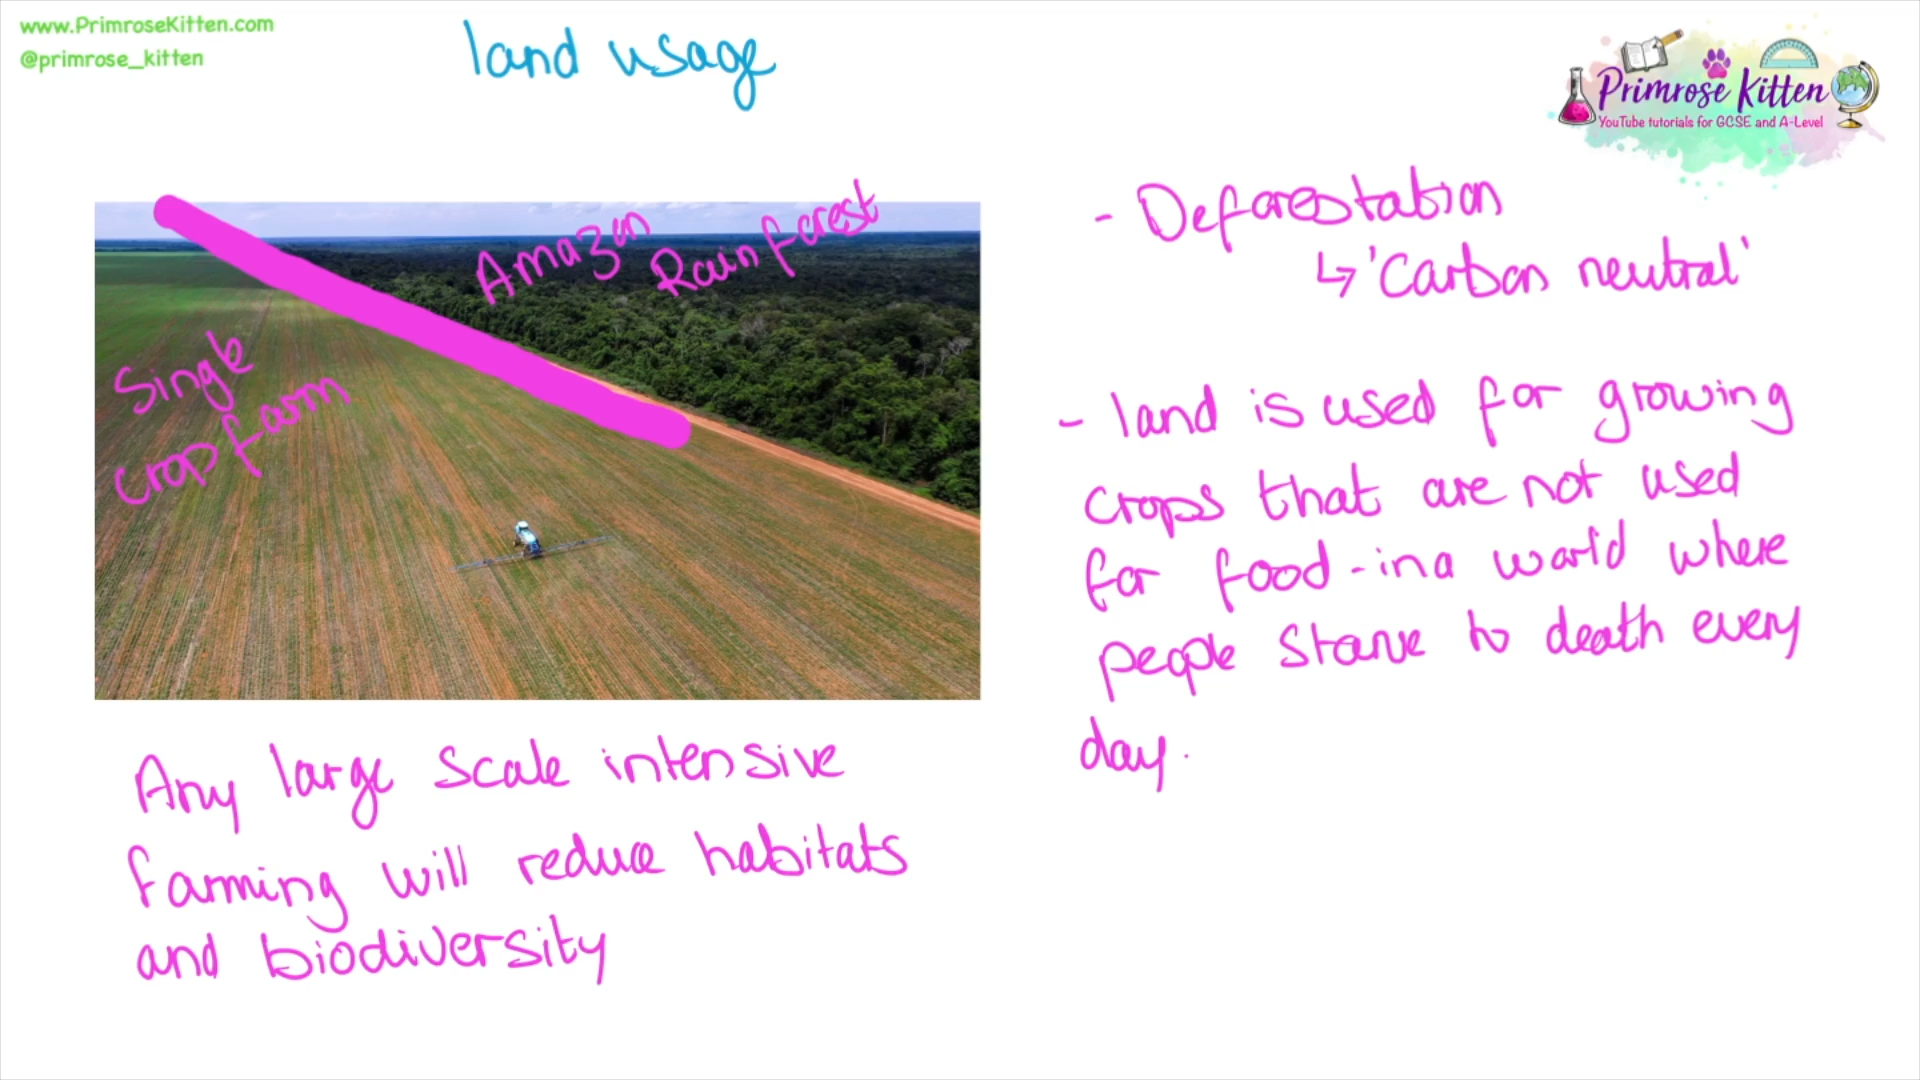 www.PrimroseKitten.com
@primrose_kitten
land usage
Primrose Kitten
YouTube tutorials for GCSE and A-Level
Amazon
Rainforest
Single
crop farm
Any large scale intensive
farming will reduce habitats
and biodiversity
- Deforestation
↳ 'Carbon neutral'
- land is used for growing
crops that are not used
for food - in a world where
people starve to death every
day.